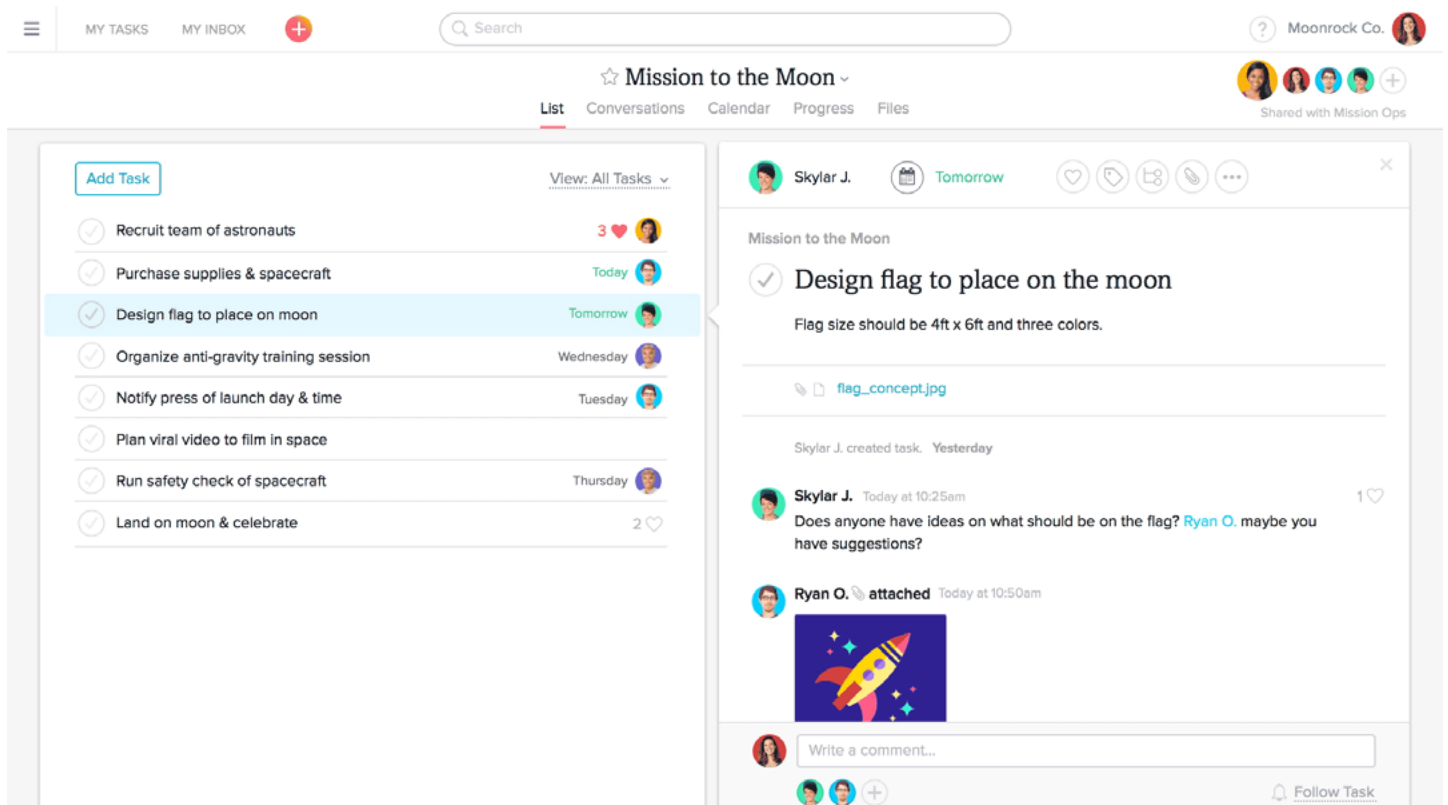 MY TASKS MY INBOX Search Moonrock Co.
Mission to the Moon
List Conversations Calendar Progress Files
Shared with Mission Ops
Add Task View: All Tasks
Recruit team of astronauts 3
Purchase supplies & spacecraft Today
Design flag to place on moon Tomorrow
Organize anti-gravity training session Wednesday
Notify press of launch day & time Tuesday
Plan viral video to film in space
Run safety check of spacecraft Thursday
Land on moon & celebrate 2
Skylar J. Tomorrow
Mission to the Moon
Design flag to place on the moon
Flag size should be 4ft x 6ft and three colors.
flag_concept.jpg
Skylar J. created task. Yesterday
Skylar J. Today at 10:25am 1
Does anyone have ideas on what should be on the flag? Ryan O. maybe you
have suggestions?
Ryan O. attached Today at 10:50am
Write a comment...
Follow Task